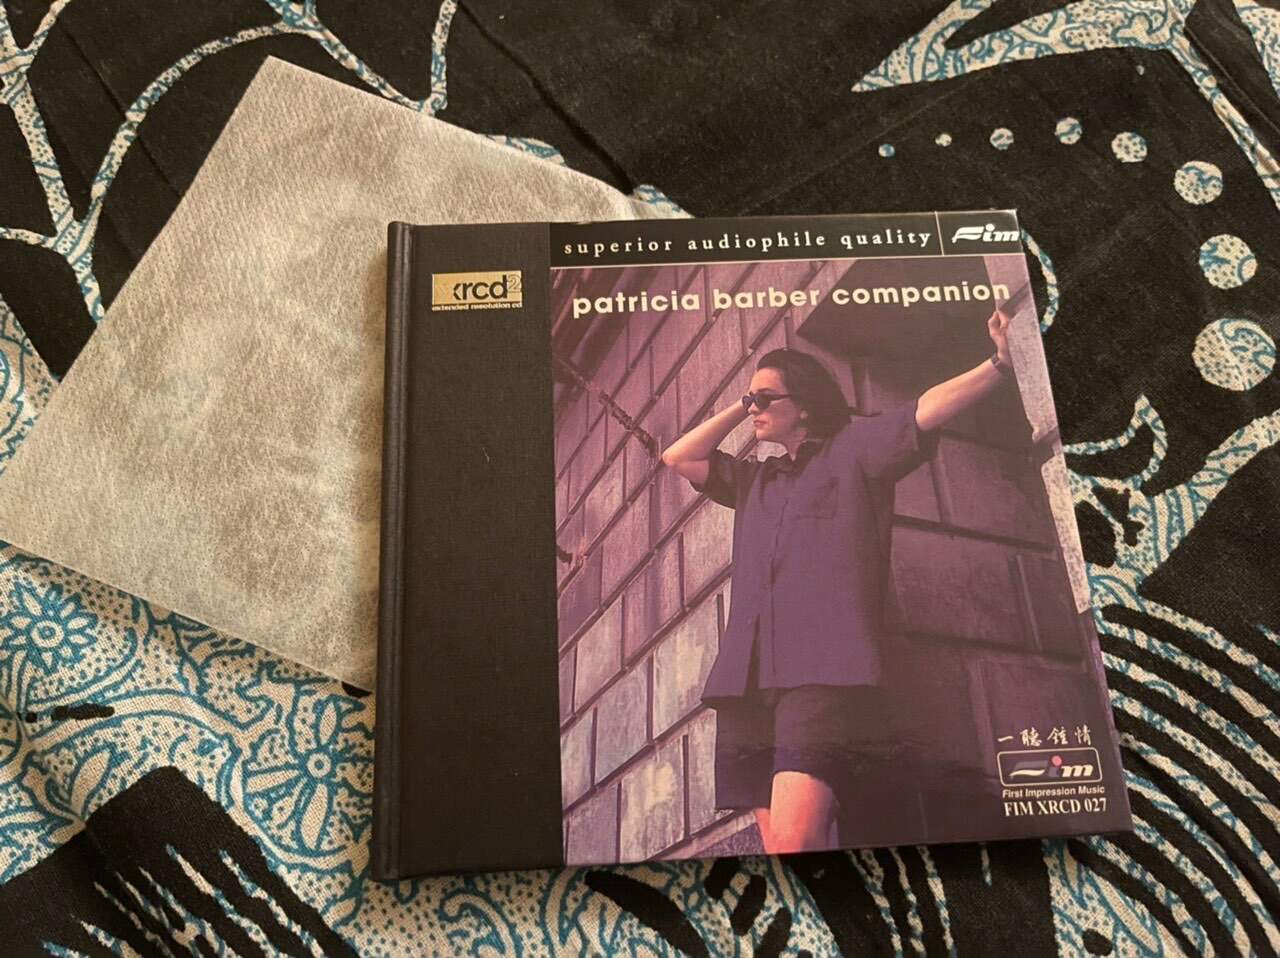 superior audiophile quality
Fim
xrcd2
extended resolution cd
patricia barber companion
一聽鍾情
Fim
First Impression Music
FIM XRCD 027